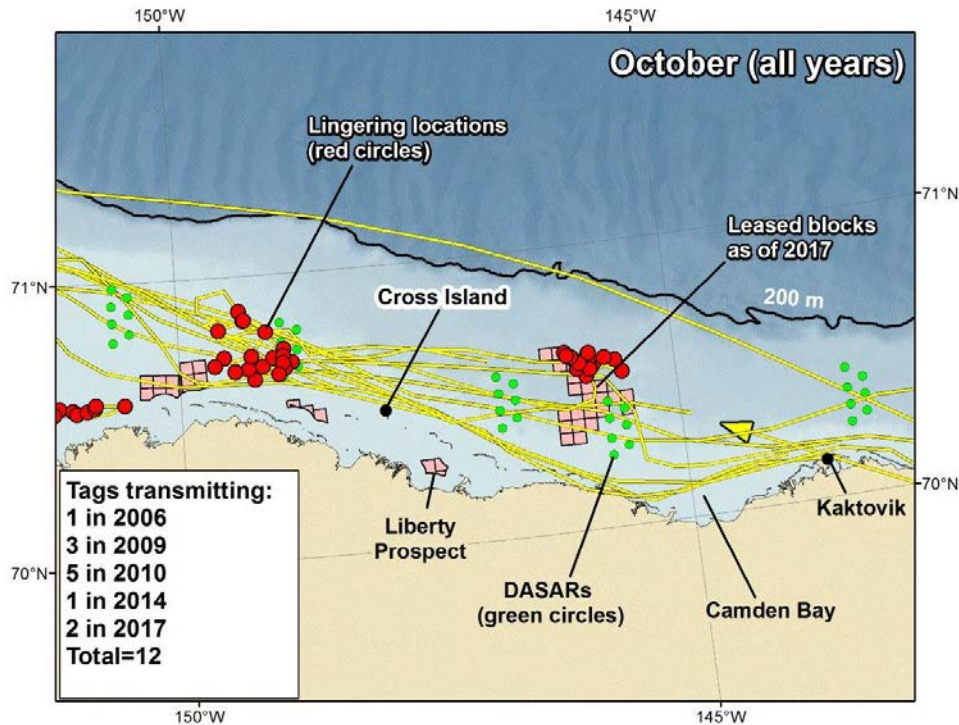 150°W
145°W
October (all years)
Lingering locations
(red circles)
71°N
Leased blocks
as of 2017
71°N
Cross Island
200 m
Tags transmitting:
1 in 2006
3 in 2009
5 in 2010
1 in 2014
2 in 2017
Total=12
70°N
Kaktovik
Liberty
Prospect
70°N
DASARs
(green circles)
Camden Bay
150°W
145°W